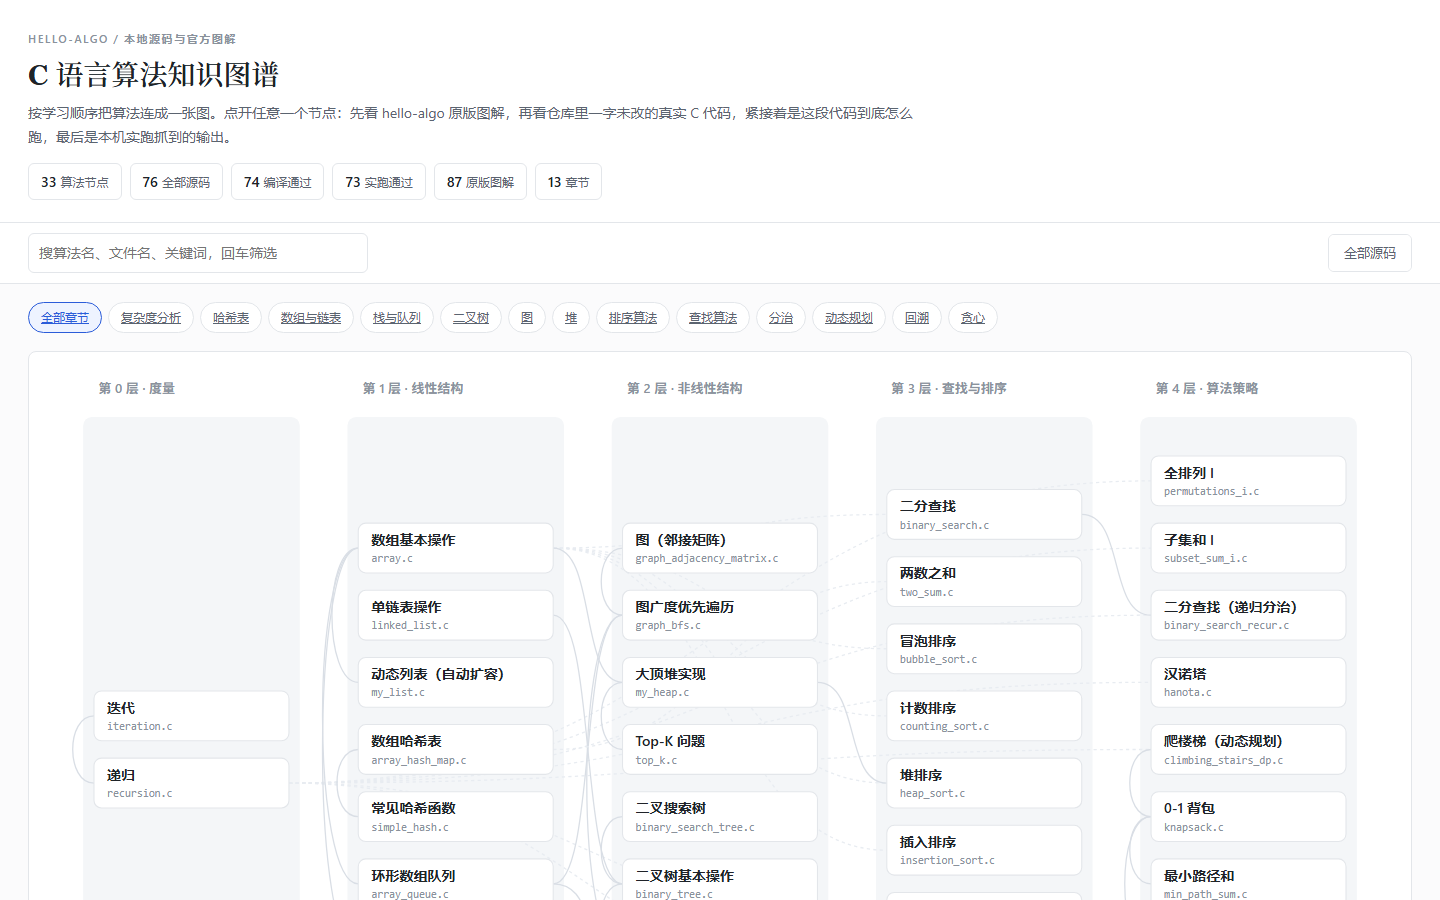 HELLO-ALGO / 本地源码与官方图解
C 语言算法知识图谱
按学习顺序把算法连成一张图。点开任意一个节点：先看 hello-algo 原版图解，再看仓库里一字未改的真实 C 代码，紧接着是这段代码到底怎么
跑，最后是本机实跑抓到的输出。
33 算法节点
76 全部源码
74 编译通过
73 实跑通过
87 原版图解
13 章节
搜算法名、文件名、关键词，回车筛选
全部源码
全部章节
复杂度分析
哈希表
数组与链表
栈与队列
二叉树
图
堆
排序算法
查找算法
分治
动态规划
回溯
贪心
第 0 层 · 度量
迭代
iteration.c
递归
recursion.c
第 1 层 · 线性结构
数组基本操作
array.c
单链表操作
linked_list.c
动态列表（自动扩容）
my_list.c
数组哈希表
array_hash_map.c
常见哈希函数
simple_hash.c
环形数组队列
array_queue.c
第 2 层 · 非线性结构
图（邻接矩阵）
graph_adjacency_matrix.c
图广度优先遍历
graph_bfs.c
大顶堆实现
my_heap.c
Top-K 问题
top_k.c
二叉搜索树
binary_search_tree.c
二叉树基本操作
binary_tree.c
第 3 层 · 查找与排序
二分查找
binary_search.c
两数之和
two_sum.c
冒泡排序
bubble_sort.c
计数排序
counting_sort.c
堆排序
heap_sort.c
插入排序
insertion_sort.c
第 4 层 · 算法策略
全排列 I
permutations_i.c
子集和 I
subset_sum_i.c
二分查找（递归分治）
binary_search_recur.c
汉诺塔
hanota.c
爬楼梯（动态规划）
climbing_stairs_dp.c
0-1 背包
knapsack.c
最小路径和
min_path_sum.c